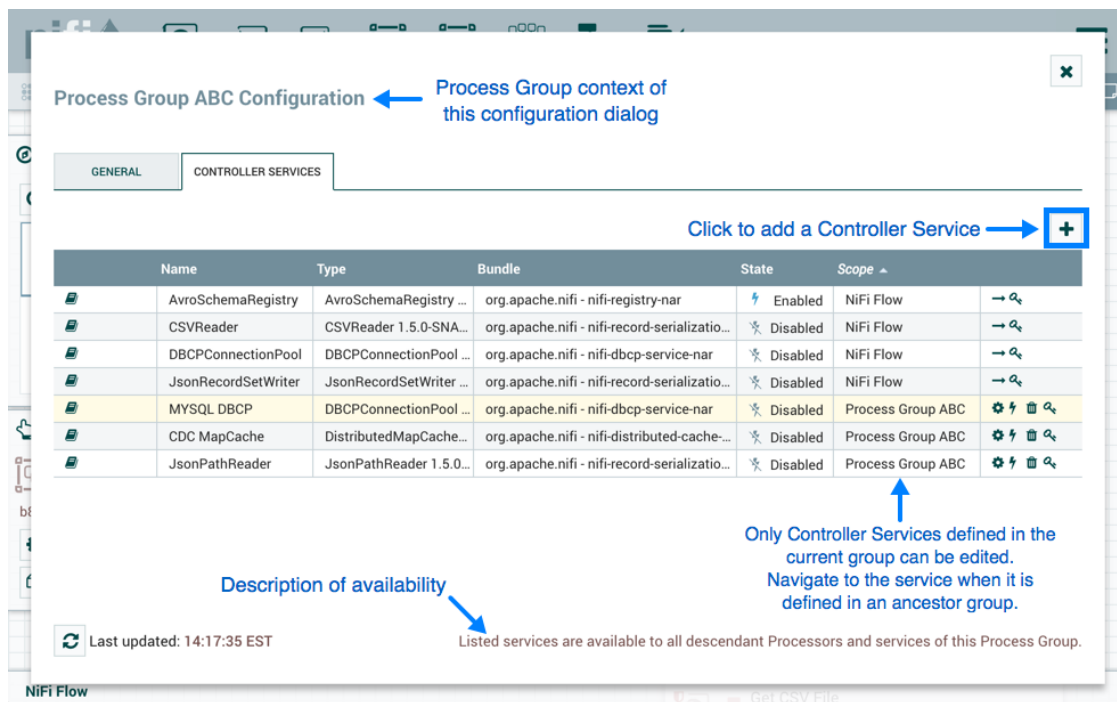 nifi
Process Group ABC Configuration
Process Group context of
this configuration dialog
GENERAL
CONTROLLER SERVICES
Click to add a Controller Service
Name Type Bundle State Scope
AvroSchemaRegistry AvroSchemaRegistry ... org.apache.nifi - nifi-registry-nar Enabled NiFi Flow
CSVReader CSVReader 1.5.0-SNA... org.apache.nifi - nifi-record-serializatio... Disabled NiFi Flow
DBCPConnectionPool DBCPConnectionPool ... org.apache.nifi - nifi-dbcp-service-nar Disabled NiFi Flow
JsonRecordSetWriter JsonRecordSetWriter ... org.apache.nifi - nifi-record-serializatio... Disabled NiFi Flow
MYSQL DBCP DBCPConnectionPool ... org.apache.nifi - nifi-dbcp-service-nar Disabled Process Group ABC
CDC MapCache DistributedMapCache... org.apache.nifi - nifi-distributed-cache-... Disabled Process Group ABC
JsonPathReader JsonPathReader 1.5.0... org.apache.nifi - nifi-record-serializatio... Disabled Process Group ABC
Only Controller Services defined in the
current group can be edited.
Navigate to the service when it is
defined in an ancestor group.
Description of availability
Last updated: 14:17:35 EST
Listed services are available to all descendant Processors and services of this Process Group.
NiFi Flow
Get CSV File